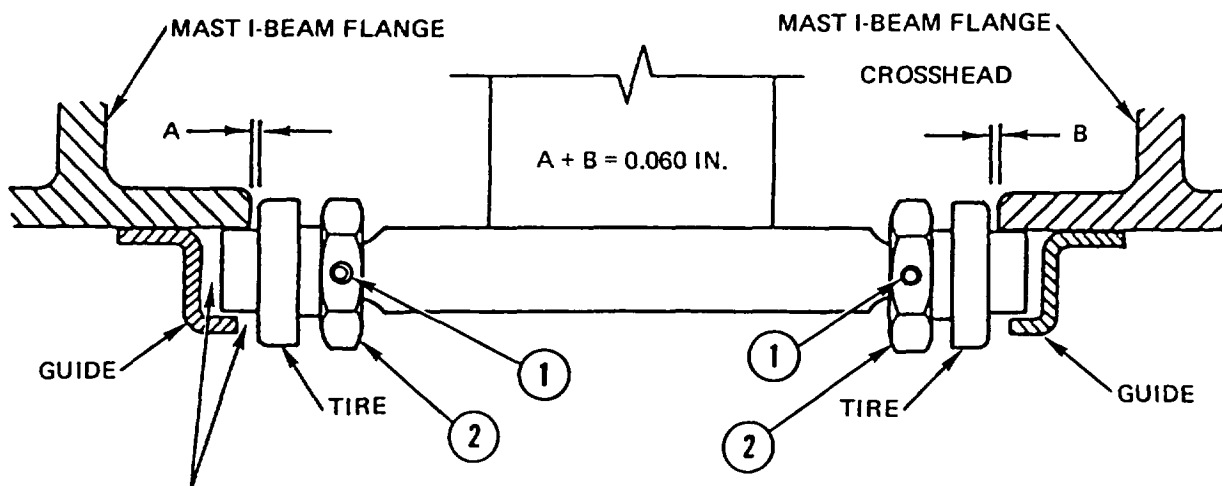 MAST I-BEAM FLANGE
MAST I-BEAM FLANGE
CROSSHEAD
A
B
A + B = 0.060 IN.
GUIDE
TIRE
1
2
1
2
TIRE
GUIDE